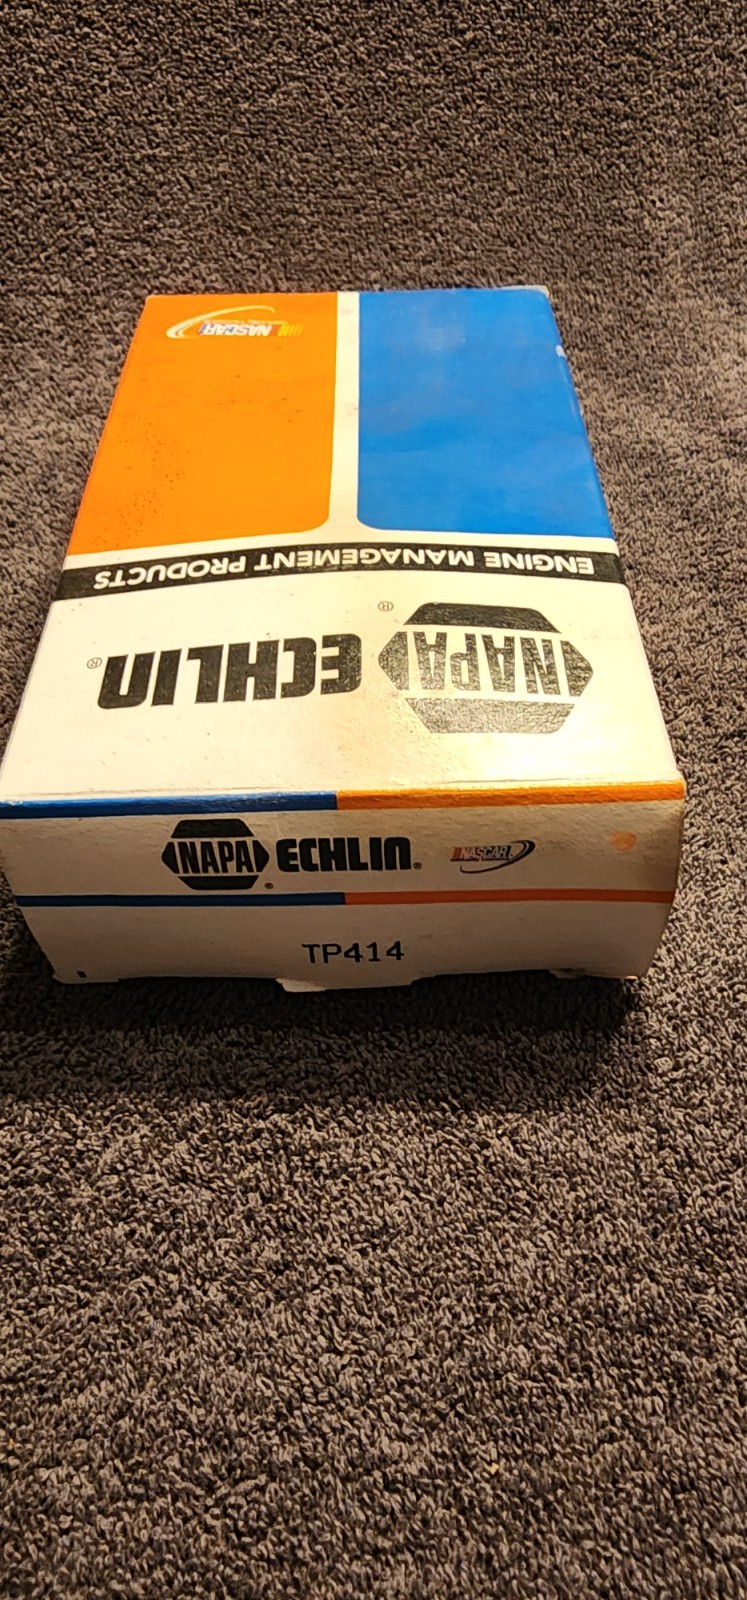 NASCAR
ENGINE MANAGEMENT PRODUCTS
NAPA® ECHLIN®
NAPA® ECHLIN® NASCAR
TP414